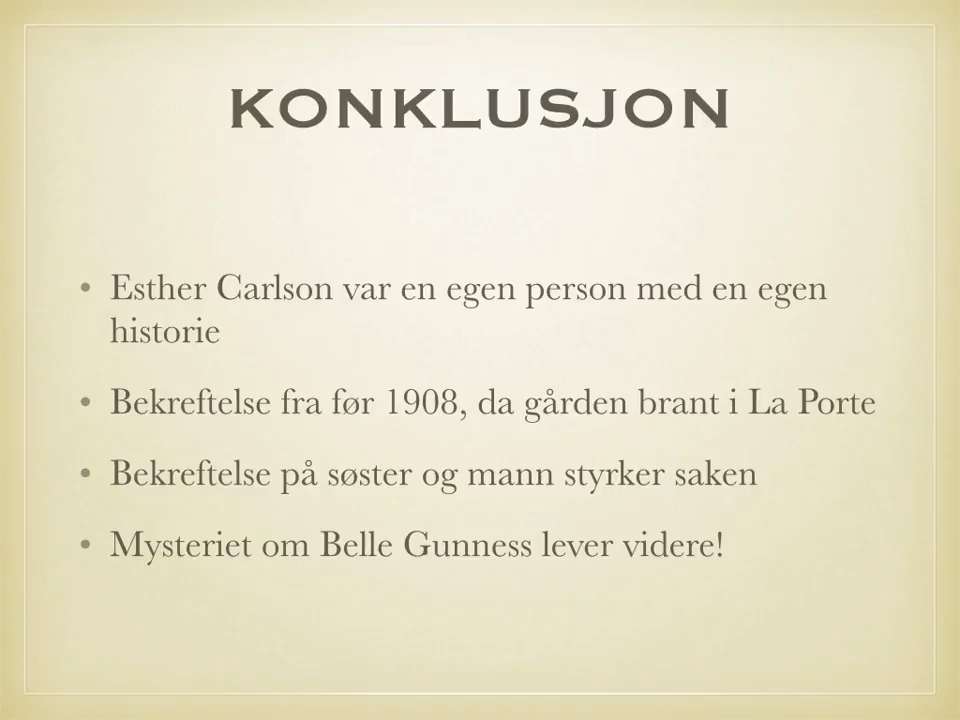 KONKLUSJON
• Esther Carlson var en egen person med en egen
historie
• Bekreftelse fra før 1908, da gården brant i La Porte
• Bekreftelse på søster og mann styrker saken
• Mysteriet om Belle Gunness lever videre!